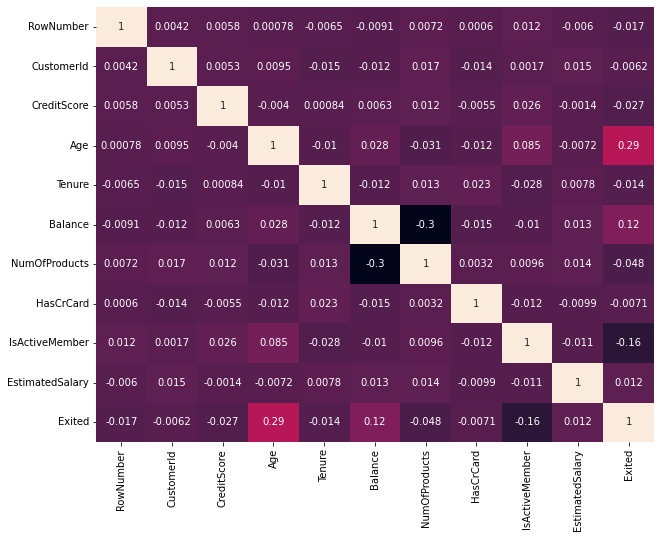 RowNumber 1 0.0042 0.0058 0.00078 -0.0065 -0.0091 0.0072 0.0006 0.012 -0.006 -0.017
CustomerId 0.0042 1 0.0053 0.0095 -0.015 -0.012 0.017 -0.014 0.0017 0.015 -0.0062
CreditScore 0.0058 0.0053 1 -0.004 0.00084 0.0063 0.012 -0.0055 0.026 -0.0014 -0.027
Age 0.00078 0.0095 -0.004 1 -0.01 0.028 -0.031 -0.012 0.085 -0.0072 0.29
Tenure -0.0065 -0.015 0.00084 -0.01 1 -0.012 0.013 0.023 -0.028 0.0078 -0.014
Balance -0.0091 -0.012 0.0063 0.028 -0.012 1 -0.3 -0.015 -0.01 0.013 0.12
NumOfProducts 0.0072 0.017 0.012 -0.031 0.013 -0.3 1 0.0032 0.0096 0.014 -0.048
HasCrCard 0.0006 -0.014 -0.0055 -0.012 0.023 -0.015 0.0032 1 -0.012 -0.0099 -0.0071
IsActiveMember 0.012 0.0017 0.026 0.085 -0.028 -0.01 0.0096 -0.012 1 -0.011 -0.16
EstimatedSalary -0.006 0.015 -0.0014 -0.0072 0.0078 0.013 0.014 -0.0099 -0.011 1 0.012
Exited -0.017 -0.0062 -0.027 0.29 -0.014 0.12 -0.048 -0.0071 -0.16 0.012 1
RowNumber CustomerId CreditScore Age Tenure Balance NumOfProducts HasCrCard IsActiveMember EstimatedSalary Exited